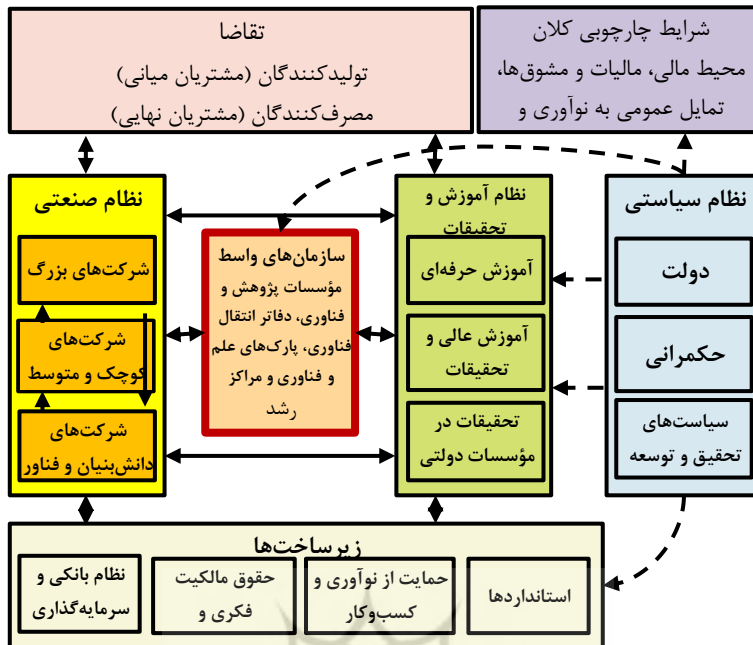 شرایط چارچوبی کلان
محیط مالی، مالیات و مشوق‌ها،
تمایل عمومی به نوآوری و
تقاضا
تولیدکنندگان (مشتریان میانی)
مصرف‌کنندگان (مشتریان نهایی)
نظام سیاستی
دولت
حکمرانی
سیاست‌های
تحقیق و توسعه
نظام آموزش و
تحقیقات
آموزش حرفه‌ای
آموزش عالی و
تحقیقات
تحقیقات در
مؤسسات دولتی
سازمان‌های واسط
مؤسسات پژوهش و
فناوری، دفاتر انتقال
فناوری، پارک‌های علم
و فناوری و مراکز
رشد
نظام صنعتی
شرکت‌های بزرگ
شرکت‌های
کوچک و متوسط
شرکت‌های
دانش‌بنیان و فناور
زیرساخت‌ها
استانداردها
حمایت از نوآوری و
کسب‌وکار
حقوق مالکیت
فکری و
نظام بانکی و
سرمایه‌گذاری